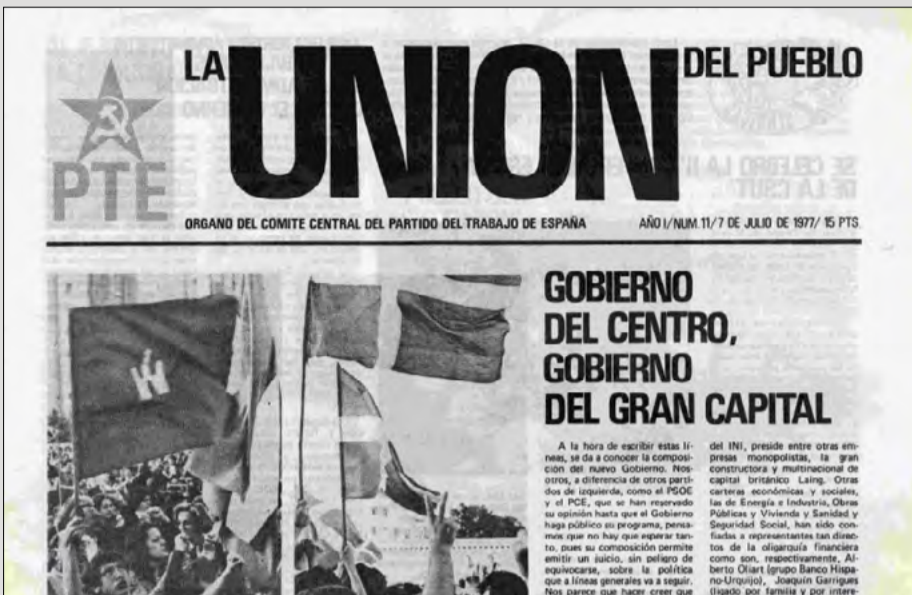 LA UNION DEL PUEBLO
PTE
ORGANO DEL COMITE CENTRAL DEL PARTIDO DEL TRABAJO DE ESPAÑA
AÑO I/NUM.11/7 DE JULIO DE 1977/ 15 PTS
GOBIERNO
DEL CENTRO,
GOBIERNO
DEL GRAN CAPITAL
A la hora de escribir estas lí-
neas, se da a conocer la composi-
ción del nuevo Gobierno. Nos-
otros, a diferencia de otros parti-
dos de izquierda, como el PSOE
y el PCE, que se han reservado
su opinión hasta que el Gobierno
haga público su programa, pensa-
mos que no hay que esperar tan-
to, pues su composición permite
emitir un juicio, sin peligro de
equivocarse, sobre la política
que a líneas generales va a seguir.
Nos parece que hacer creer que
del INI, preside entre otras em-
presas monopolistas, la gran
constructora y multinacional de
capital británico Laing. Otras
carteras económicas y sociales,
las de Energía e Industria, Obras
Públicas y Vivienda y Sanidad y
Seguridad Social, han sido con-
fiadas a representantes tan direc-
tos de la oligarquía financiera
como son, respectivamente, Al-
berto Oliart (grupo Banco Hispa-
no-Urquijo), Joaquín Garrigues
(ligado por familia y por intere-